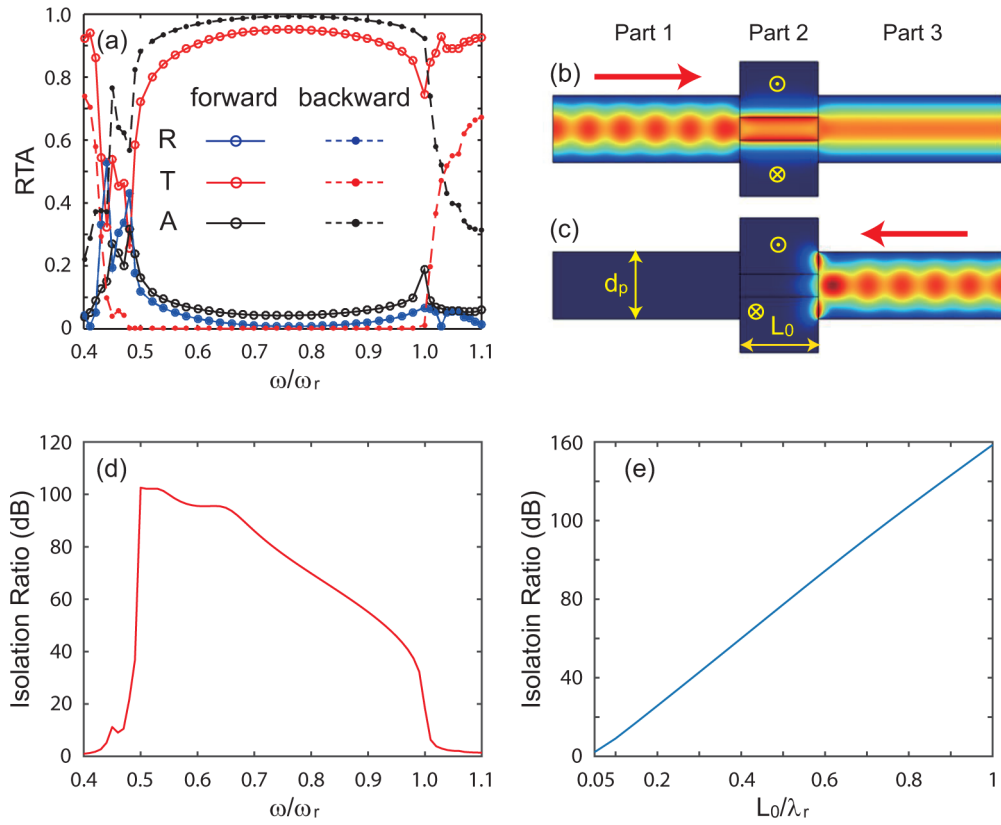 (a)
1.0
0.8
0.6
0.4
0.2
0
RTA
forward backward
R
T
A
0.4 0.5 0.6 0.7 0.8 0.9 1.0 1.1
ω/ωr
Part 1 Part 2 Part 3
(b)
(c)
dp
L0
(d)
120
100
80
60
40
20
0
Isolation Ratio (dB)
0.4 0.5 0.6 0.7 0.8 0.9 1.0 1.1
ω/ωr
(e)
160
100
80
40
0
Isolatoin Ratio (dB)
0.05 0.2 0.4 0.6 0.8 1
L0/λr